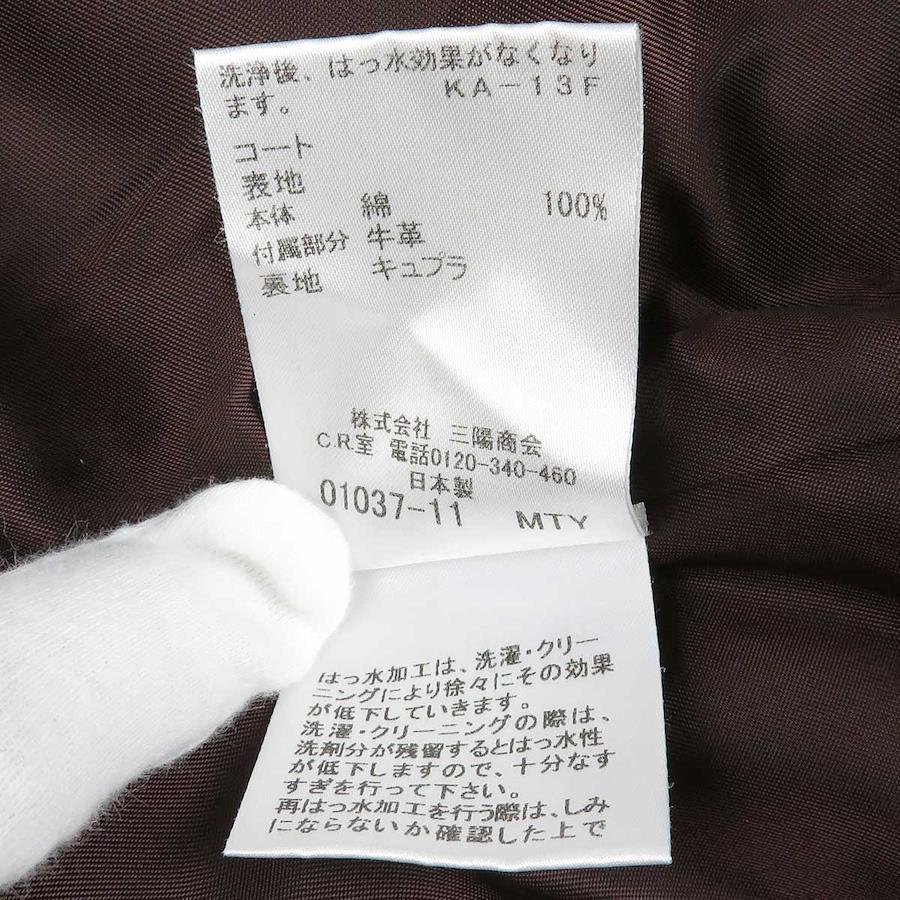 洗浄後、はっ水効果がなくなり
ます。 KA-13F
コート
表地
本体 綿 100%
付属部分 牛革
裏地 キュプラ
株式会社 三陽商会
C.R室 電話0120-340-460
日本製
01037-11 MTY
はっ水加工は、洗濯・クリー
ニングにより徐々にその効果
が低下していきます。
洗濯・クリーニングの際は、
洗剤分が残留するとはっ水性
が低下しますので、十分なす
すぎを行って下さい。
再はっ水加工を行う際は、しみ
にならないか確認した上で